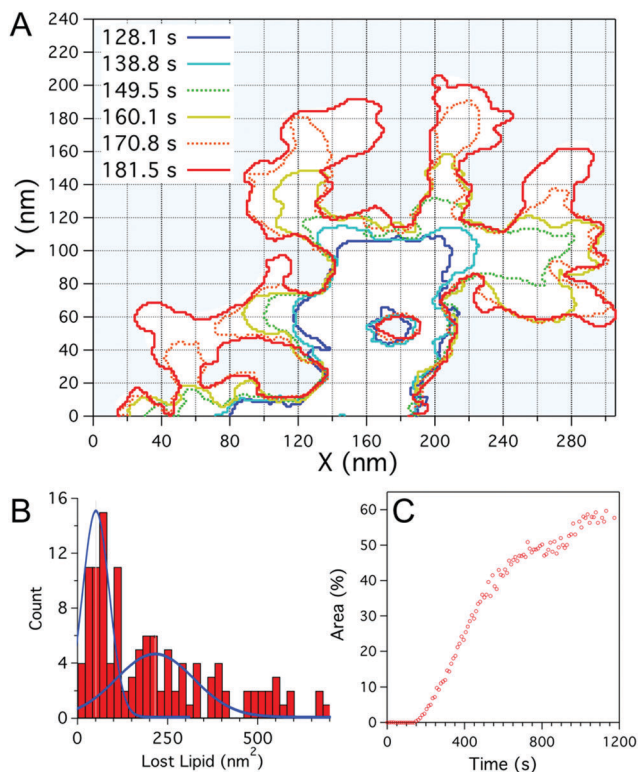 A
240
220
200
180
160
140
120
100
80
60
40
20
0
Y (nm)
128.1 s
138.8 s
149.5 s
160.1 s
170.8 s
181.5 s
0 40 80 120 160 200 240 280
X (nm)
B
16
12
8
4
0
Count
0 250 500
Lost Lipid (nm²)
C
60
50
40
30
20
10
0
Area (%)
0 400 800 1200
Time (s)